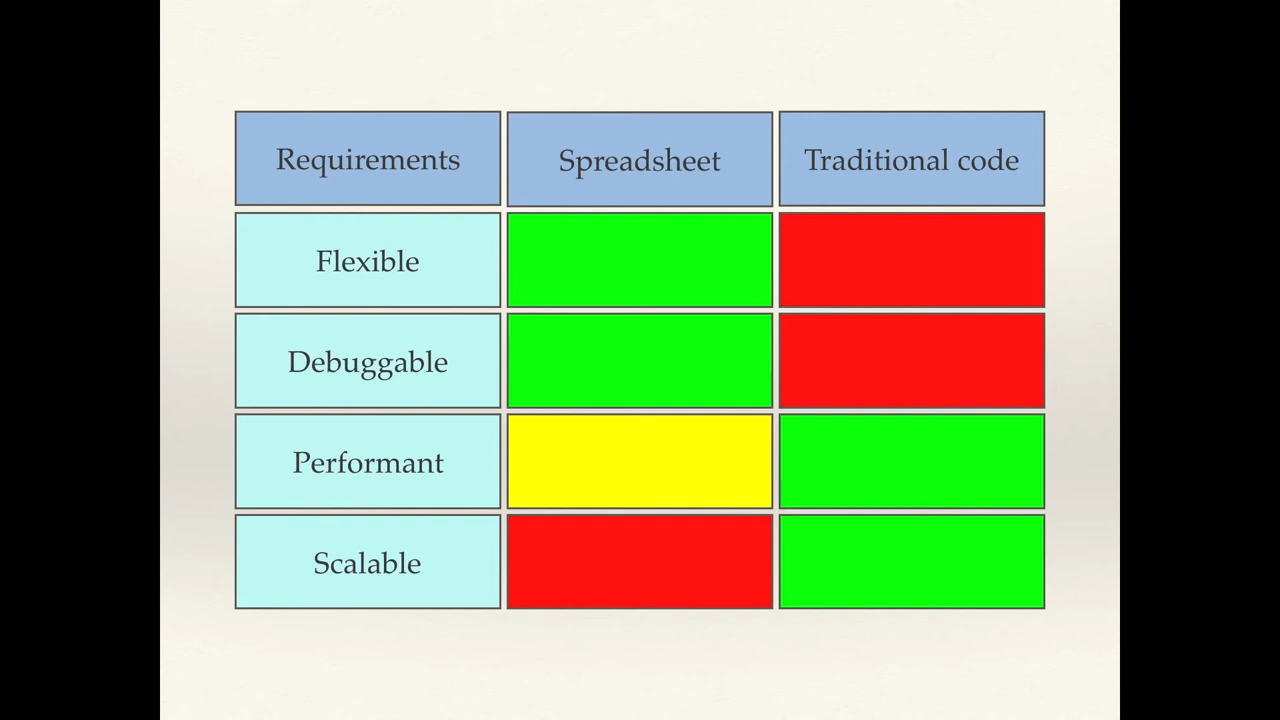 Requirements
Spreadsheet
Traditional code
Flexible
Debuggable
Performant
Scalable